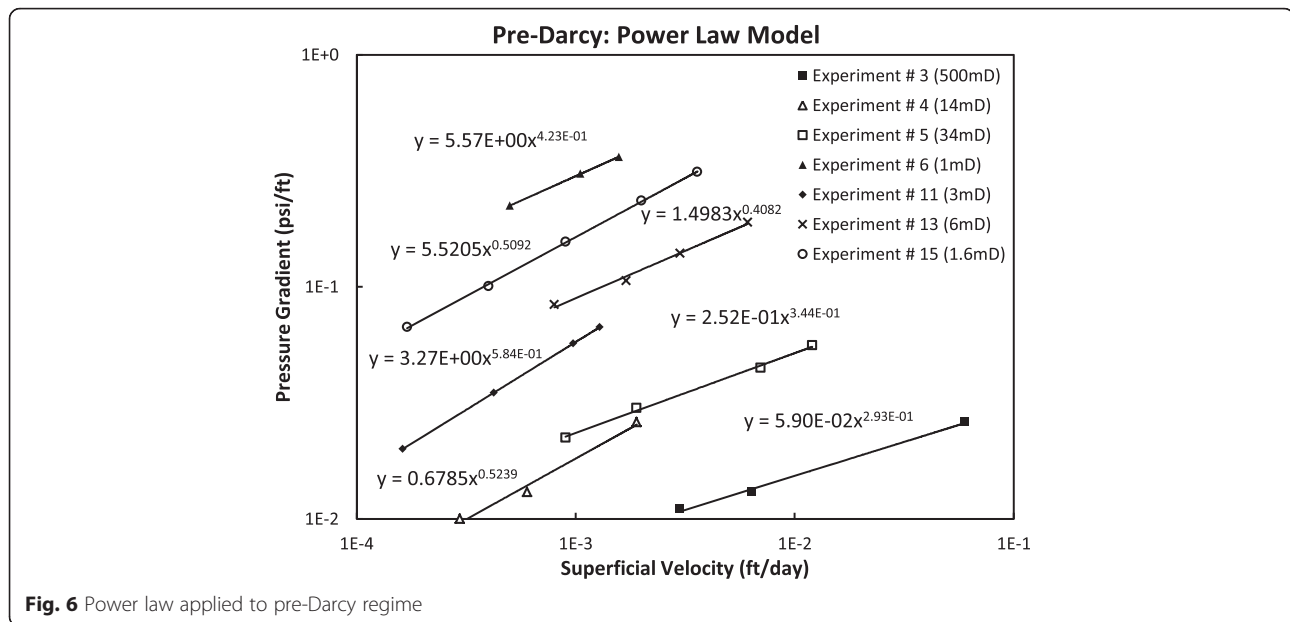 Pre-Darcy: Power Law Model
1E+0
1E-1
1E-2
Pressure Gradient (psi/ft)
Experiment # 3 (500mD)
Experiment # 4 (14mD)
Experiment # 5 (34mD)
Experiment # 6 (1mD)
Experiment # 11 (3mD)
Experiment # 13 (6mD)
Experiment # 15 (1.6mD)
y = 5.57E+00x^4.23E-01
y = 1.4983x^0.4082
y = 5.5205x^0.5092
y = 2.52E-01x^3.44E-01
y = 3.27E+00x^5.84E-01
y = 5.90E-02x^2.93E-01
y = 0.6785x^0.5239
1E-4 1E-3 1E-2 1E-1
Superficial Velocity (ft/day)
Fig. 6 Power law applied to pre-Darcy regime